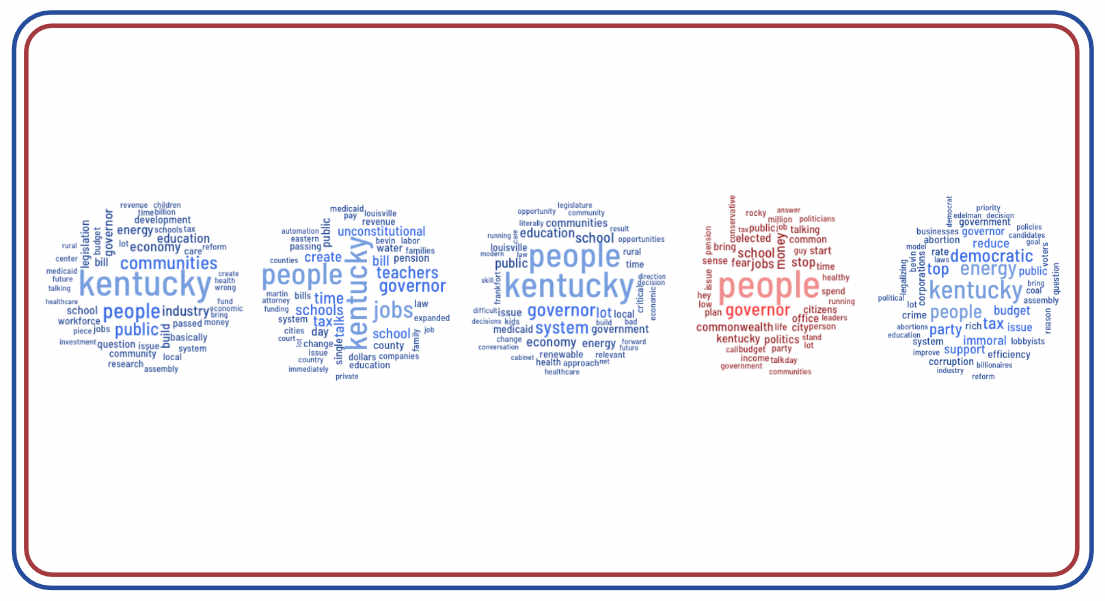 revenue children
time billion
development
energy schools tax
legislation
budget
governor
education
rural
lot economy care reform
center
bill
communities
medicaid
future
talking
kentucky
create
health
wrong
healthcare
school people industry
fund
economic
bring
workforce
piece jobs public
build
passed money
basically
investment question issue
system
community local
research assembly
medicaid
pay louisville
revenue
automation
public
unconstitutional
eastern
passing
bevin labor
water families
counties
create
kentucky
bill pension
people
teachers
governor
martin
attorney
bills time
funding
schools
jobs
law
system tax
expanded
cities day
talk
single
school
family
job
court
change
county
issue
country
dollars companies
immediately
education
private
legislature
opportunity community
literally communities
result
running
education school opportunities
louisville
modern law
people
rural
public
time
skill
frankfort
kentucky
direction
decision
critical
economic
difficult issue governor lot local
decisions kids
build bad
medicaid system government
change economy energy forward
future
conversation
cabinet renewable relevant
health approach net
healthcare
conservative
rocky answer
million politicians
tax public job talking
pension
elected
money
common
bring school
guy start
sense fear jobs stop time
issue
people
healthy
hey
low
spend
running
plan governor citizens
office leaders
commonwealth life city person
kentucky politics stand
lot
call budget party
income talk day
government
communities
democrat
priority
edelman decision
government
businesses governor policies
candidates
abortion reduce goal
model
rate
laws
democratic
voters
legalizing
bevin
corporations
top energy public
question
kentucky
bring
coal
political
assembly
lot
people budget
crime
reason
abortions
party rich tax issue
education
system immoral lobbyists
improve support efficiency
corruption billionaires
industry
reform